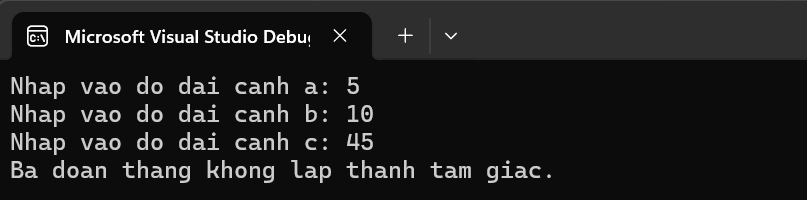 Microsoft Visual Studio Debu
Nhap vao do dai canh a: 5
Nhap vao do dai canh b: 10
Nhap vao do dai canh c: 45
Ba doan thang khong lap thanh tam giac.